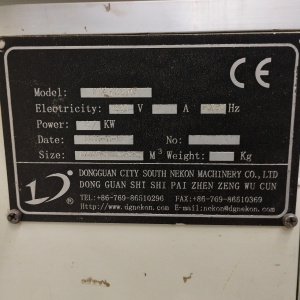 CE
Model:
Electricity: V A Hz
Power: KW
Date: No:
Size: M³ Weight: Kg
DONGGUAN CITY SOUTH NEKON MACHINERY CO., LTD
DONG GUAN SHI SHI PAI ZHEN ZENG WU CUN
TEL:+86-769-86510296 FAX:+86-769-86510369
Http://www.dgnekon.com E-mail:nekon@dgnekon.com